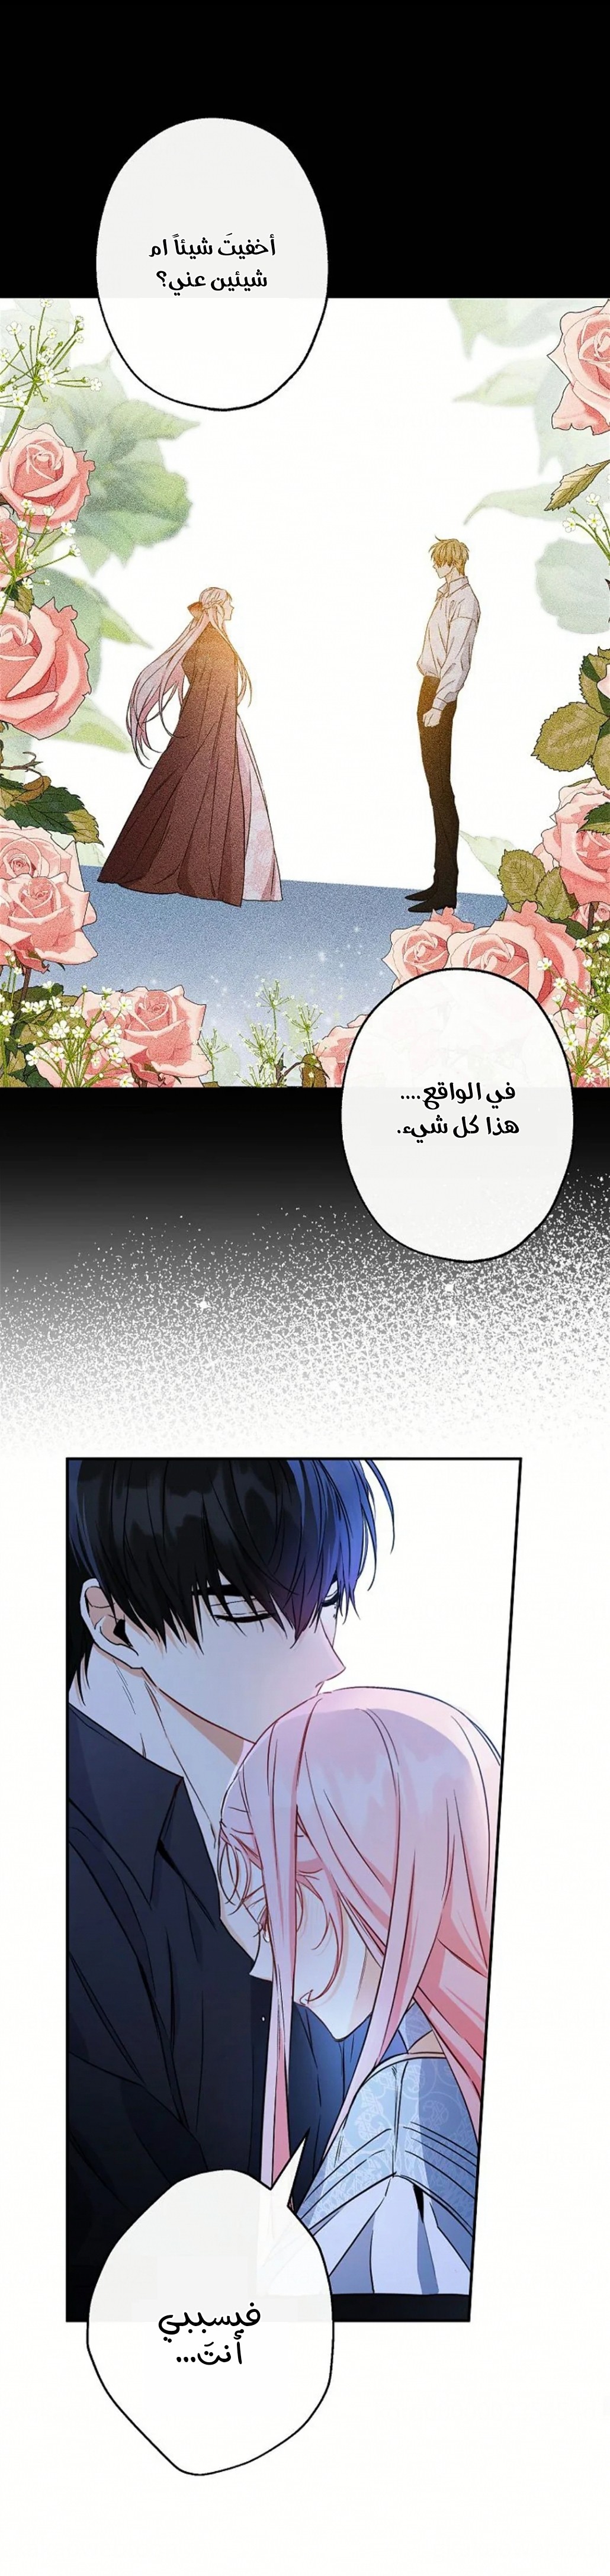 أخفيتَ شيئاً ام
شيئين عني؟
في الواقع....
هذا كل شيء.
فبسببي
أنتَ...